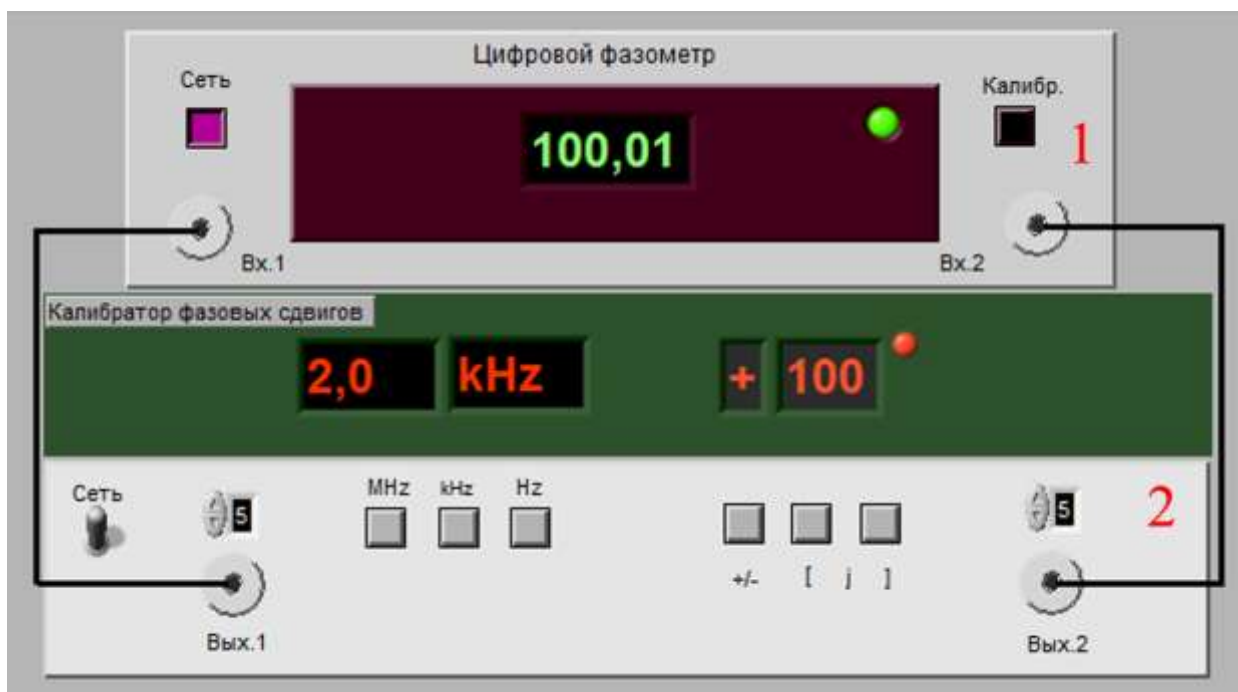 Цифровой фазометр
Сеть
Калибр.
100,01
1
Вх.1
Вх.2
Калибратор фазовых сдвигов
2,0 kHz + 100
Сеть
5
MHz kHz Hz
5
2
+/- [ j ]
Вых.1
Вых.2